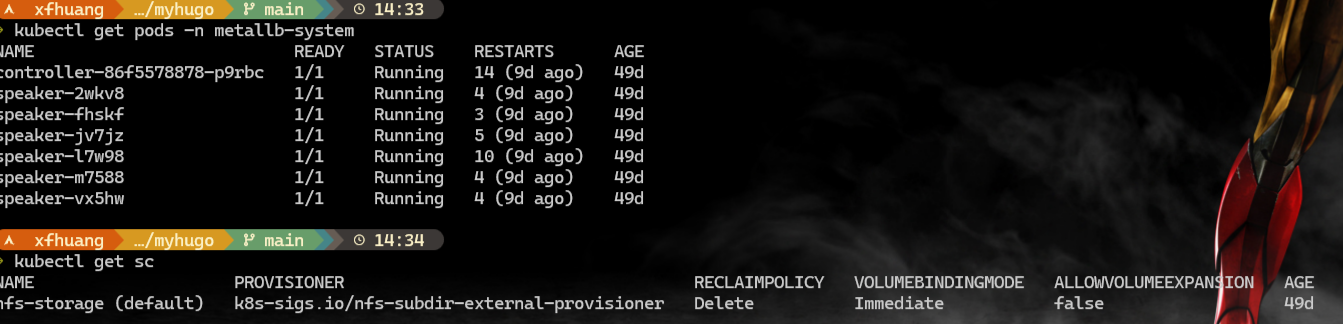 xfhuang …/myhugo main 14:33
kubectl get pods -n metallb-system
NAME READY STATUS RESTARTS AGE
controller-86f5578878-p9rbc 1/1 Running 14 (9d ago) 49d
speaker-2wkv8 1/1 Running 4 (9d ago) 49d
speaker-fhskf 1/1 Running 3 (9d ago) 49d
speaker-jv7jz 1/1 Running 5 (9d ago) 49d
speaker-l7w98 1/1 Running 10 (9d ago) 49d
speaker-m7588 1/1 Running 4 (9d ago) 49d
speaker-vx5hw 1/1 Running 4 (9d ago) 49d
xfhuang …/myhugo main 14:34
kubectl get sc
NAME PROVISIONER RECLAIMPOLICY VOLUMEBINDINGMODE ALLOWVOLUMEEXPANSION AGE
nfs-storage (default) k8s-sigs.io/nfs-subdir-external-provisioner Delete Immediate false 49d